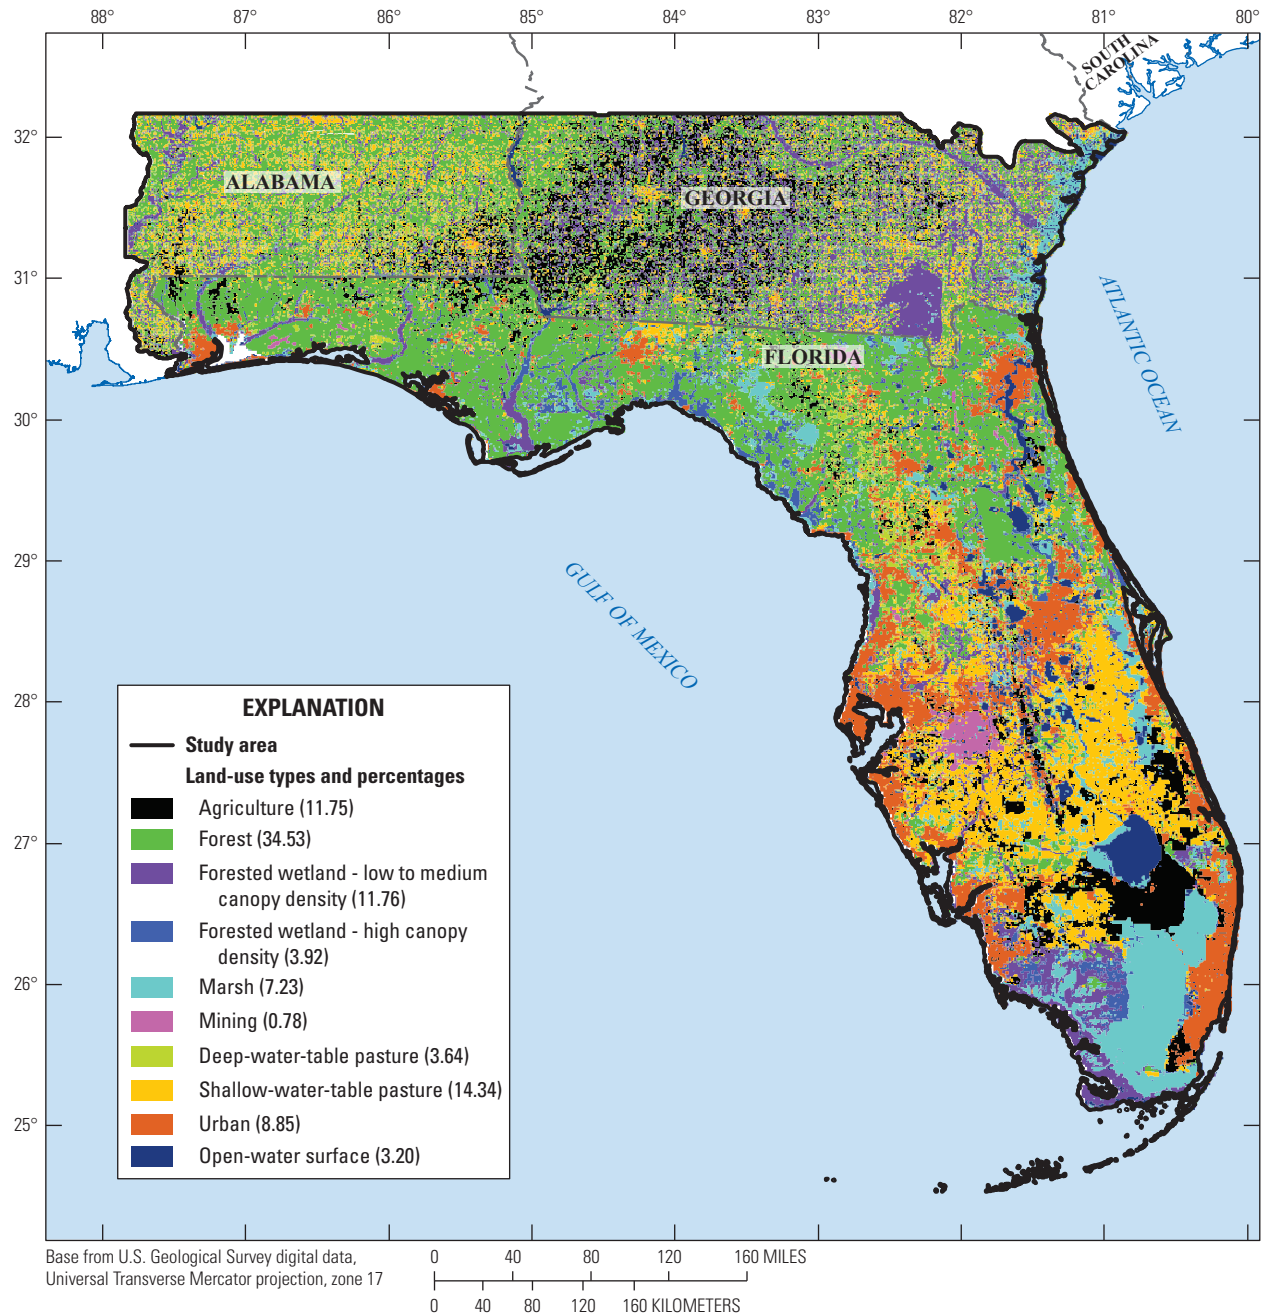 88° 87° 86° 85° 84° 83° 82° 81° 80°
SOUTH
CAROLINA
32°
ALABAMA
GEORGIA
31°
ATLANTIC OCEAN
FLORIDA
30°
29°
GULF OF MEXICO
28°
EXPLANATION
Study area
Land-use types and percentages
Agriculture (11.75)
Forest (34.53)
Forested wetland - low to medium
canopy density (11.76)
Forested wetland - high canopy
density (3.92)
Marsh (7.23)
Mining (0.78)
Deep-water-table pasture (3.64)
Shallow-water-table pasture (14.34)
Urban (8.85)
Open-water surface (3.20)
27°
26°
25°
Base from U.S. Geological Survey digital data,
Universal Transverse Mercator projection, zone 17
0 40 80 120 160 MILES
0 40 80 120 160 KILOMETERS